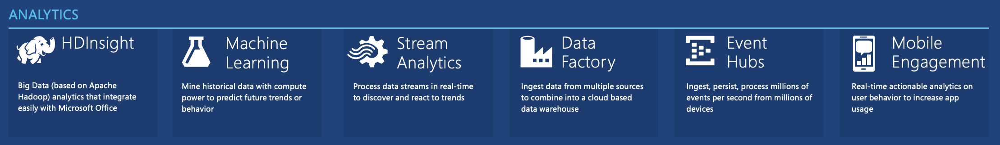 ANALYTICS
HDInsight
Big Data (based on Apache
Hadoop) analytics that integrate
easily with Microsoft Office
Machine
Learning
Mine historical data with compute
power to predict future trends or
behavior
Stream
Analytics
Process data streams in real-time
to discover and react to trends
Data
Factory
Ingest data from multiple sources
to combine into a cloud based
data warehouse
Event
Hubs
Ingest, persist, process millions of
events per second from millions of
devices
Mobile
Engagement
Real-time actionable analytics on
user behavior to increase app
usage